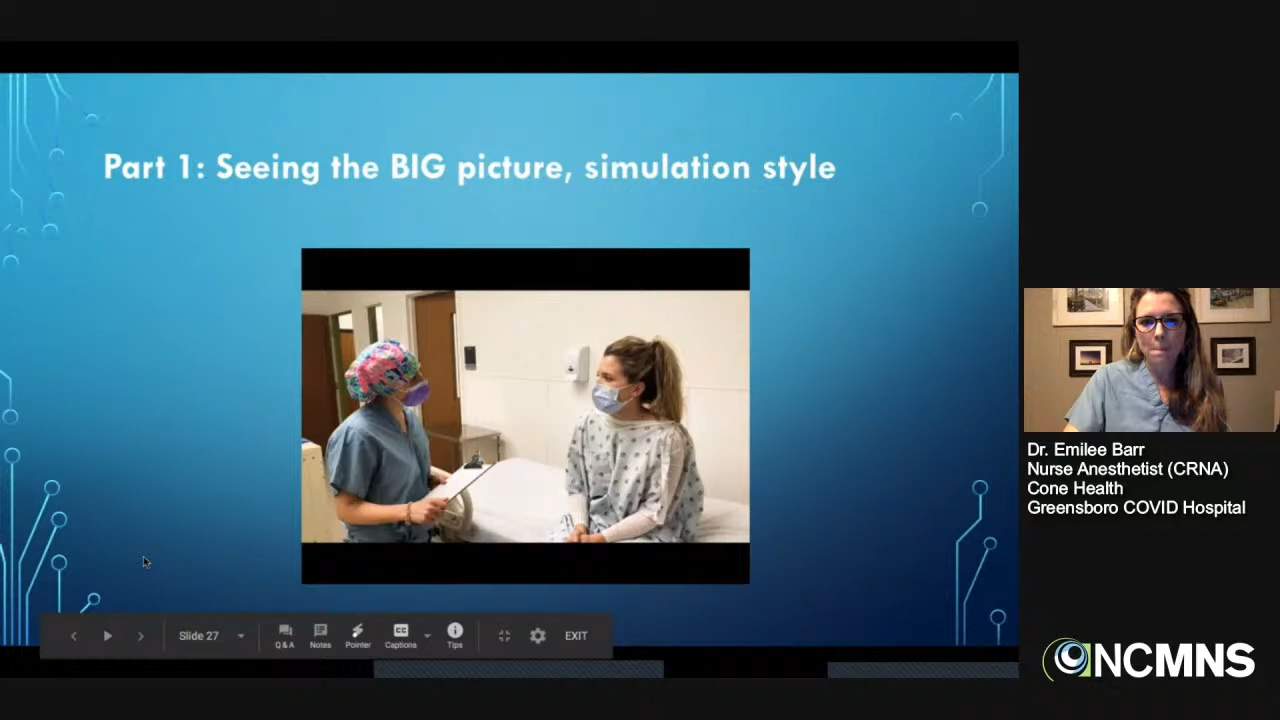 Part 1: Seeing the BIG picture, simulation style
Dr. Emilee Barr
Nurse Anesthetist (CRNA)
Cone Health
Greensboro COVID Hospital
Slide 27
Q&A
Notes
Pointer
CC
Captions
Tips
EXIT
NCMNS